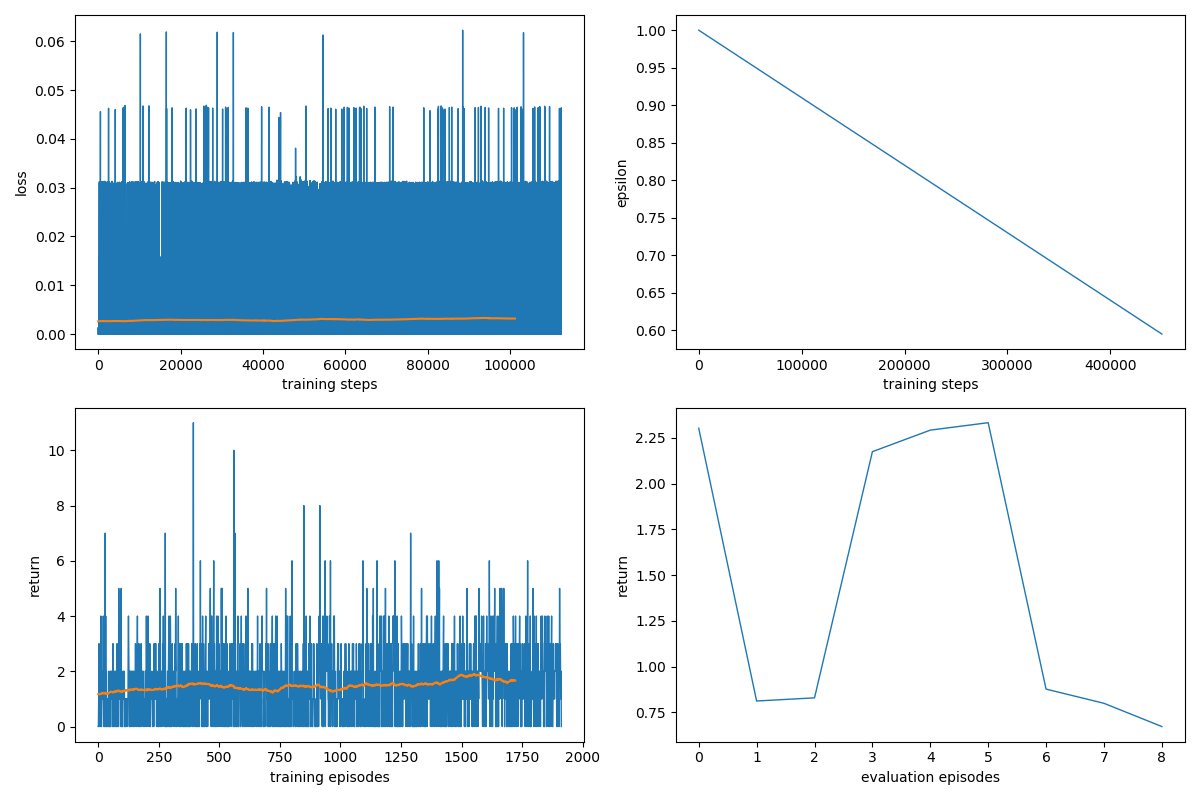 0.06
0.05
0.04
0.03
0.02
0.01
0.00
loss
0 20000 40000 60000 80000 100000
training steps
1.00
0.95
0.90
0.85
0.80
0.75
0.70
0.65
0.60
epsilon
0 100000 200000 300000 400000
training steps
10
8
6
4
2
0
return
0 250 500 750 1000 1250 1500 1750 2000
training episodes
2.25
2.00
1.75
1.50
1.25
1.00
0.75
return
0 1 2 3 4 5 6 7 8
evaluation episodes